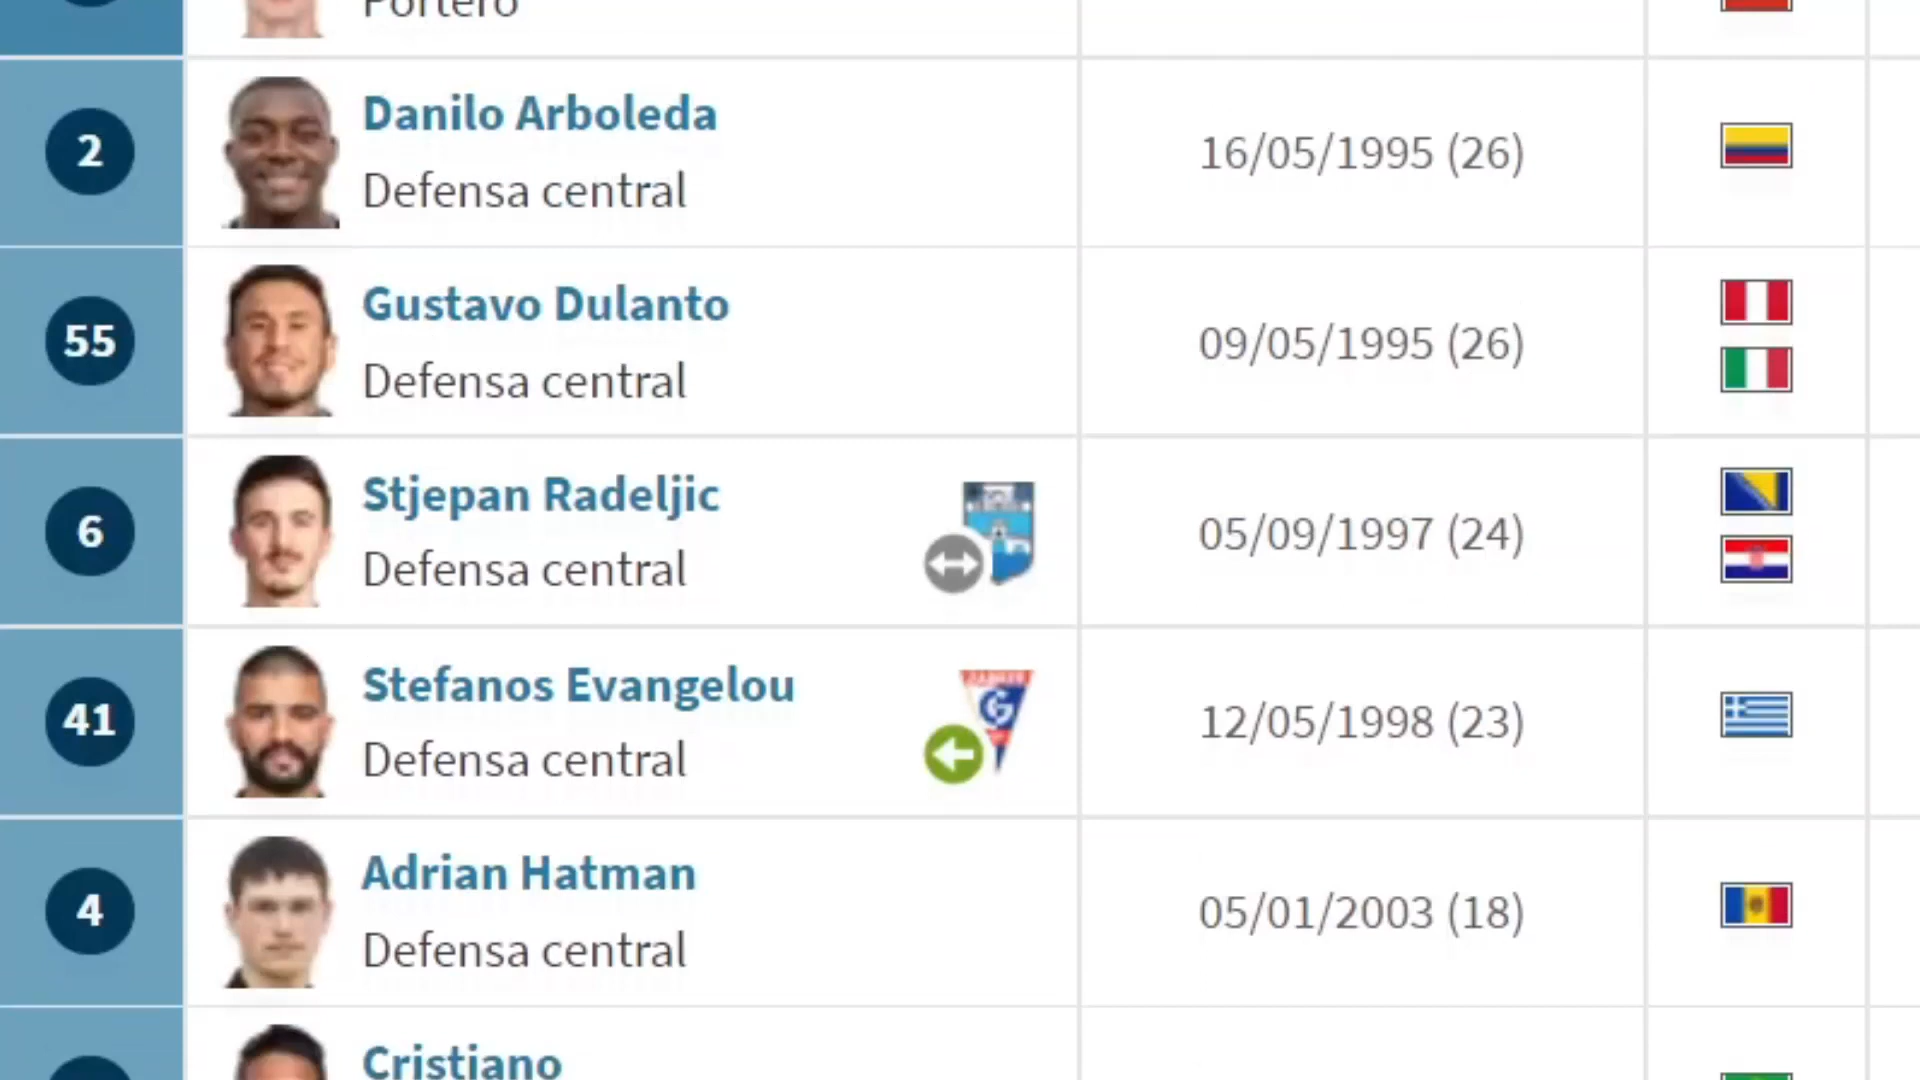 Portero
2
Danilo Arboleda
Defensa central
16/05/1995 (26)
55
Gustavo Dulanto
Defensa central
09/05/1995 (26)
6
Stjepan Radeljic
Defensa central
05/09/1997 (24)
41
Stefanos Evangelou
Defensa central
12/05/1998 (23)
4
Adrian Hatman
Defensa central
05/01/2003 (18)
Cristiano